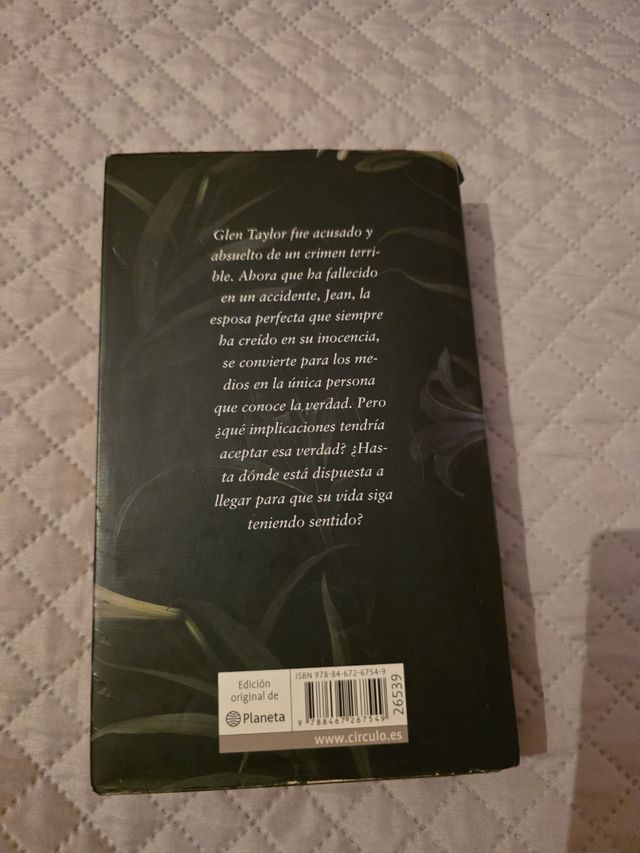 Glen Taylor fue acusado y
absuelto de un crimen terri-
ble. Ahora que ha fallecido
en un accidente, Jean, la
esposa perfecta que siempre
ha creído en su inocencia,
se convierte para los me-
dios en la única persona
que conoce la verdad. Pero
¿qué implicaciones tendría
aceptar esa verdad? ¿Has-
ta dónde está dispuesta a
llegar para que su vida siga
teniendo sentido?
Edición
original de
Planeta
ISBN 978-84-672-6754-9
9 788467 267549
26539
www.circulo.es